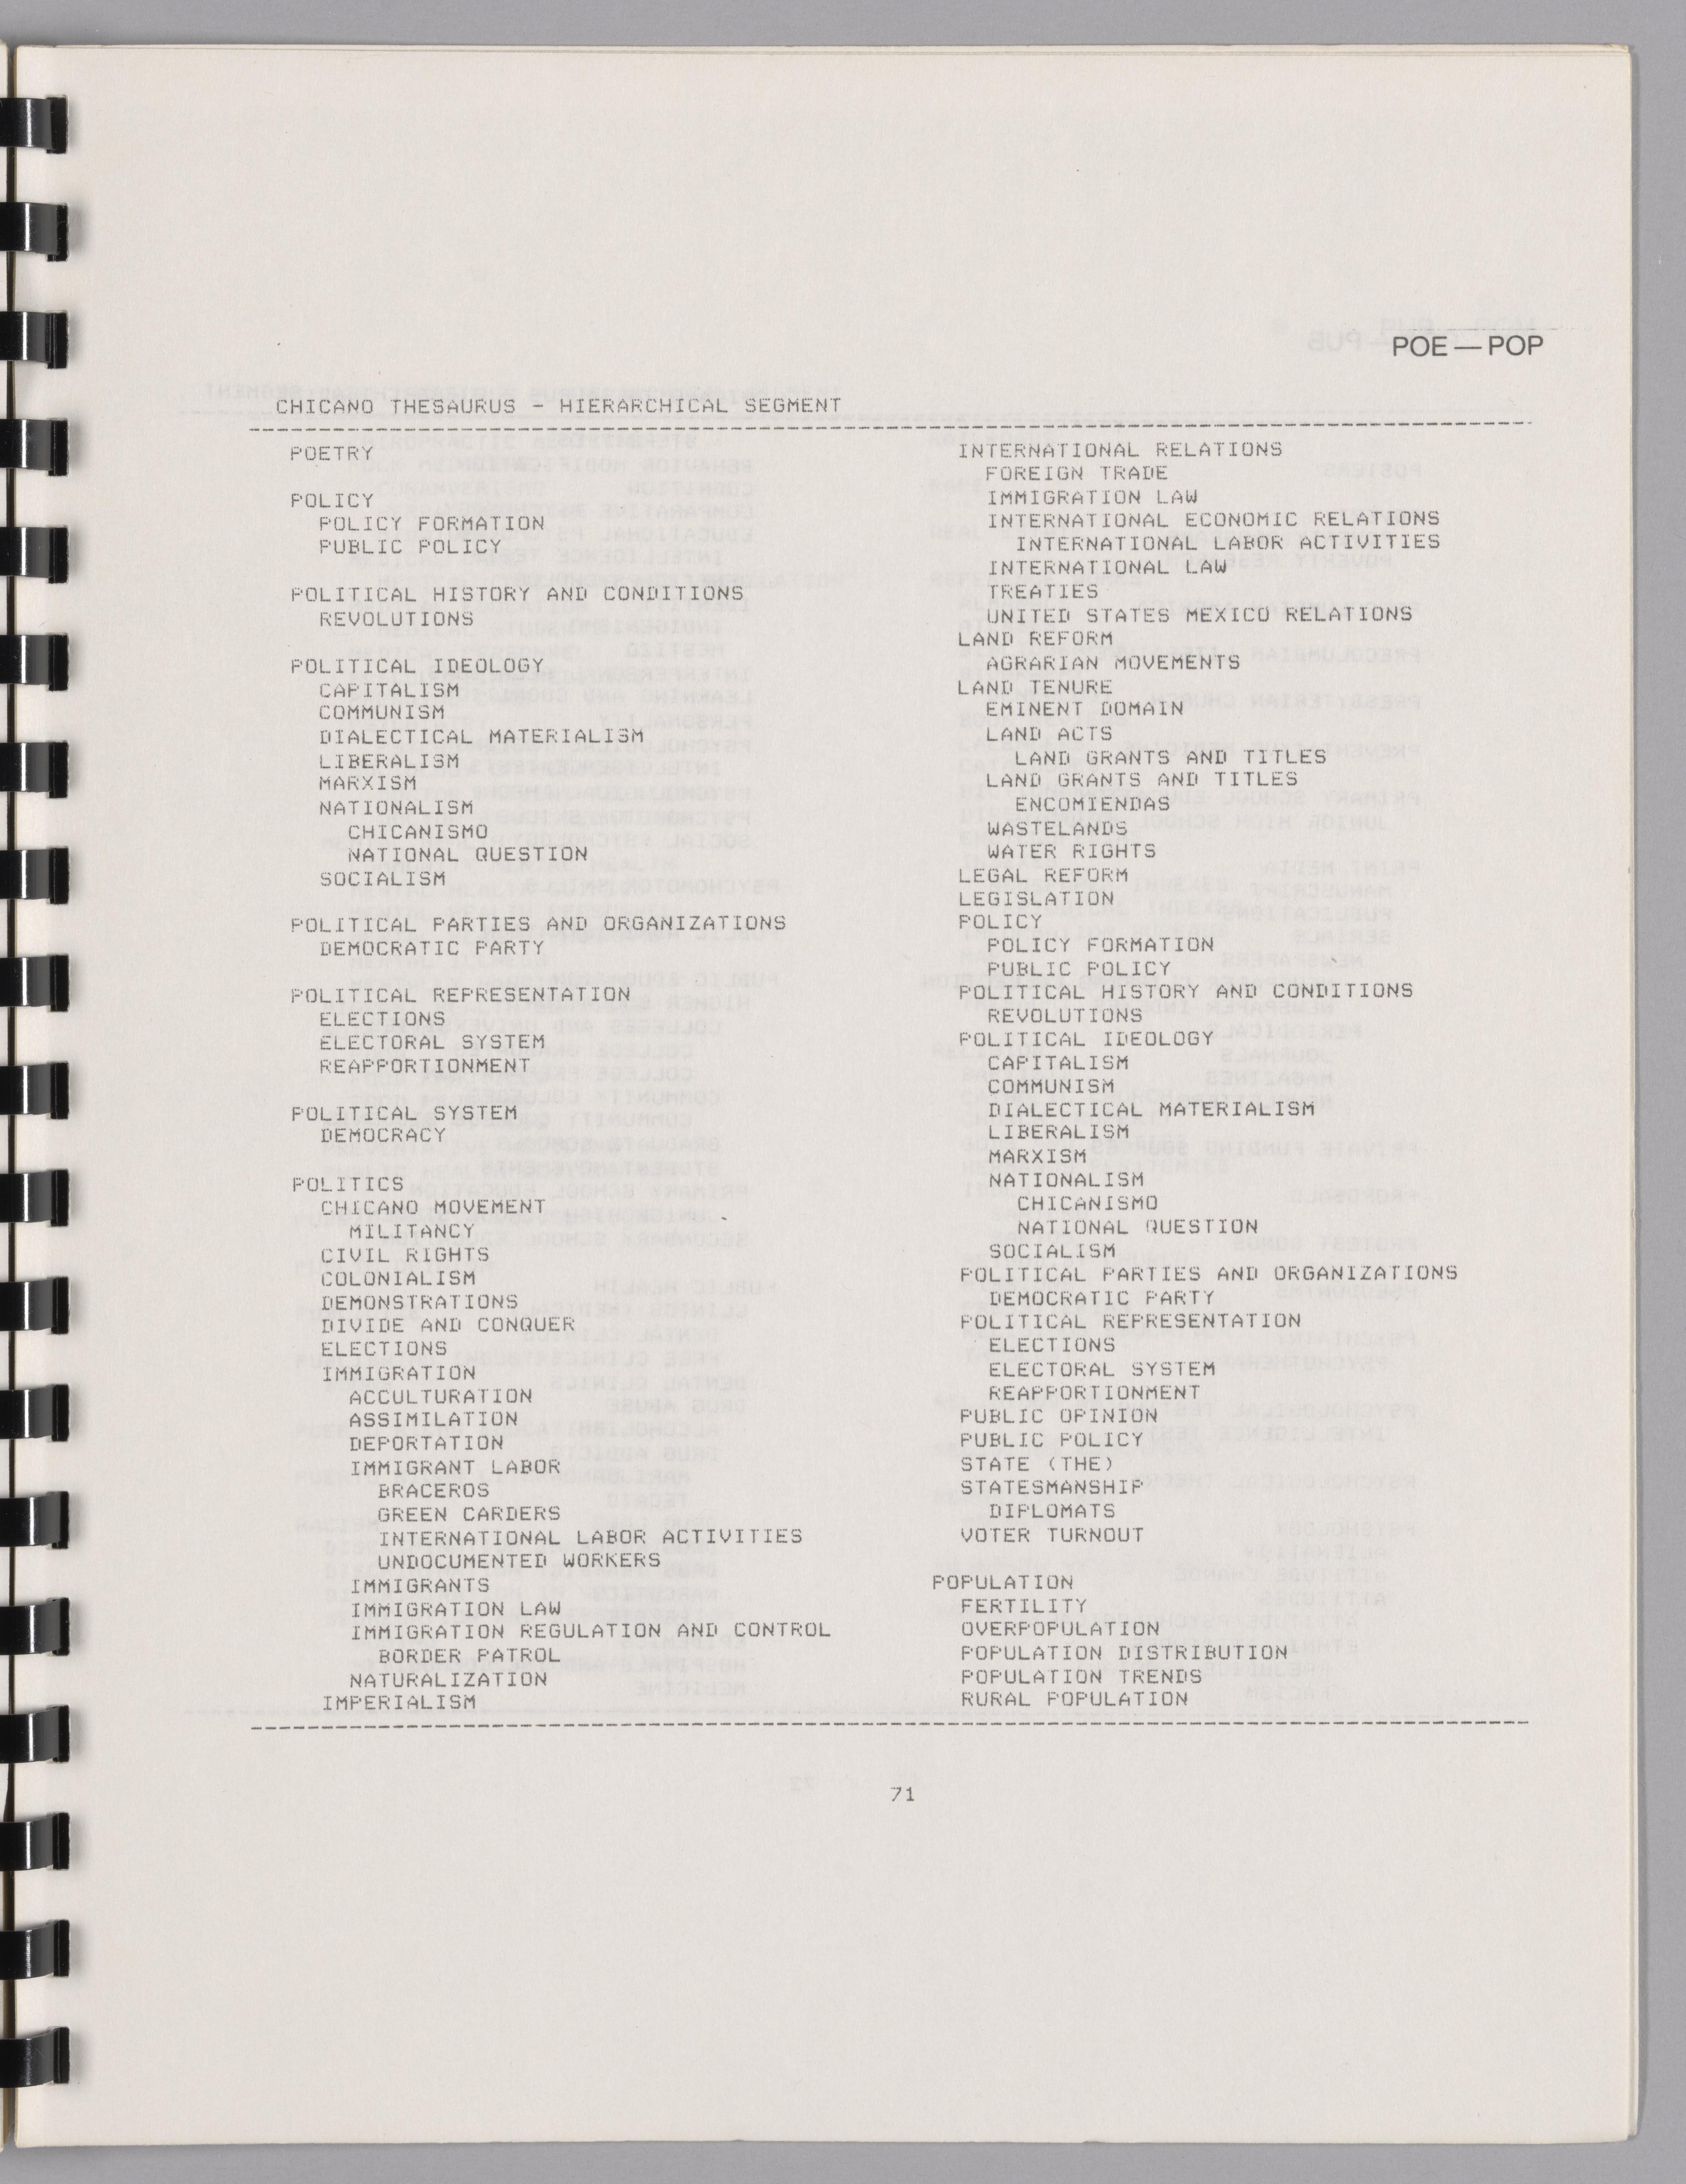 POE — POP
CHICANO THESAURUS - HIERARCHICAL SEGMENT
POETRY
POLICY
POLICY FORMATION
PUBLIC POLICY
POLITICAL HISTORY AND CONDITIONS
REVOLUTIONS
POLITICAL IDEOLOGY
CAPITALISM
COMMUNISM
DIALECTICAL MATERIALISM
LIBERALISM
MARXISM
NATIONALISM
CHICANISMO
NATIONAL QUESTION
SOCIALISM
POLITICAL PARTIES AND ORGANIZATIONS
DEMOCRATIC PARTY
POLITICAL REPRESENTATION
ELECTIONS
ELECTORAL SYSTEM
REAPPORTIONMENT
POLITICAL SYSTEM
DEMOCRACY
POLITICS
CHICANO MOVEMENT
MILITANCY
CIVIL RIGHTS
COLONIALISM
DEMONSTRATIONS
DIVIDE AND CONQUER
ELECTIONS
IMMIGRATION
ACCULTURATION
ASSIMILATION
DEPORTATION
IMMIGRANT LABOR
BRACEROS
GREEN CARDERS
INTERNATIONAL LABOR ACTIVITIES
UNDOCUMENTED WORKERS
IMMIGRANTS
IMMIGRATION LAW
IMMIGRATION REGULATION AND CONTROL
BORDER PATROL
NATURALIZATION
IMPERIALISM
INTERNATIONAL RELATIONS
FOREIGN TRADE
IMMIGRATION LAW
INTERNATIONAL ECONOMIC RELATIONS
INTERNATIONAL LABOR ACTIVITIES
INTERNATIONAL LAW
TREATIES
UNITED STATES MEXICO RELATIONS
LAND REFORM
AGRARIAN MOVEMENTS
LAND TENURE
EMINENT DOMAIN
LAND ACTS
LAND GRANTS AND TITLES
LAND GRANTS AND TITLES
ENCOMIENDAS
WASTELANDS
WATER RIGHTS
LEGAL REFORM
LEGISLATION
POLICY
POLICY FORMATION
PUBLIC POLICY
POLITICAL HISTORY AND CONDITIONS
REVOLUTIONS
POLITICAL IDEOLOGY
CAPITALISM
COMMUNISM
DIALECTICAL MATERIALISM
LIBERALISM
MARXISM
NATIONALISM
CHICANISMO
NATIONAL QUESTION
SOCIALISM
POLITICAL PARTIES AND ORGANIZATIONS
DEMOCRATIC PARTY
POLITICAL REPRESENTATION
ELECTIONS
ELECTORAL SYSTEM
REAPPORTIONMENT
PUBLIC OPINION
PUBLIC POLICY
STATE (THE)
STATESMANSHIP
DIPLOMATS
VOTER TURNOUT
POPULATION
FERTILITY
OVERPOPULATION
POPULATION DISTRIBUTION
POPULATION TRENDS
RURAL POPULATION
71